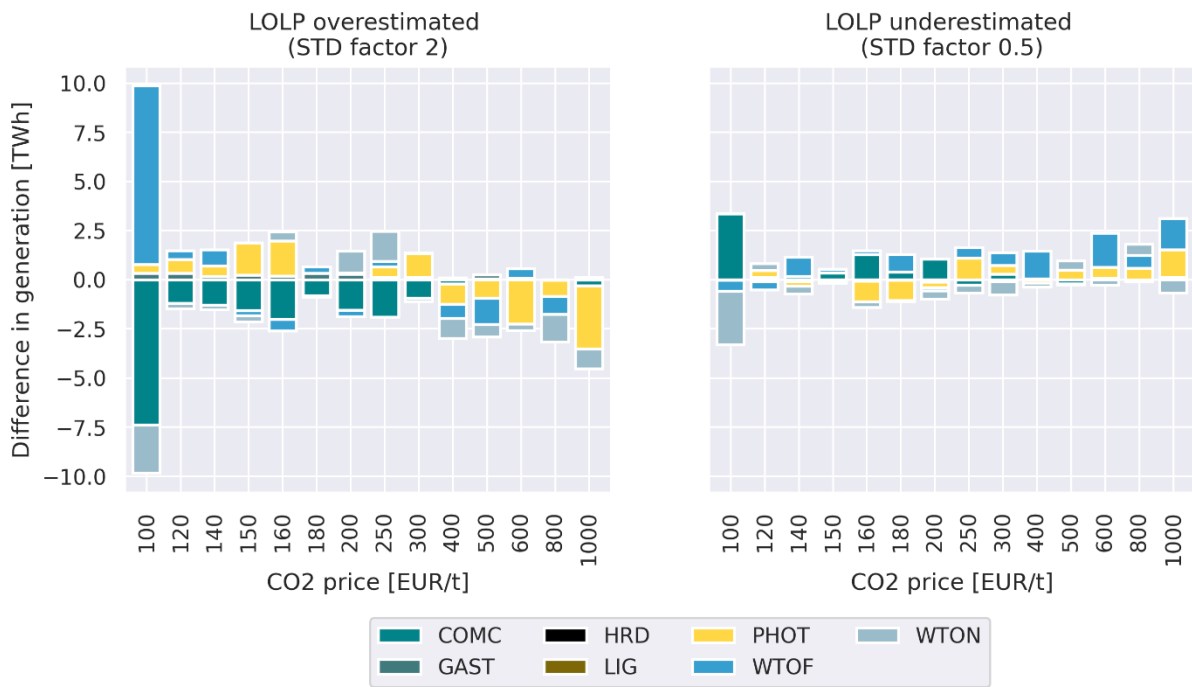 LOLP overestimated
(STD factor 2)
LOLP underestimated
(STD factor 0.5)
Difference in generation [TWh]
10.0
7.5
5.0
2.5
0.0
−2.5
−5.0
−7.5
−10.0
100 120 140 150 160 180 200 250 300 400 500 600 800 1000
100 120 140 150 160 180 200 250 300 400 500 600 800 1000
CO2 price [EUR/t]
CO2 price [EUR/t]
COMC HRD PHOT WTON
GAST LIG WTOF